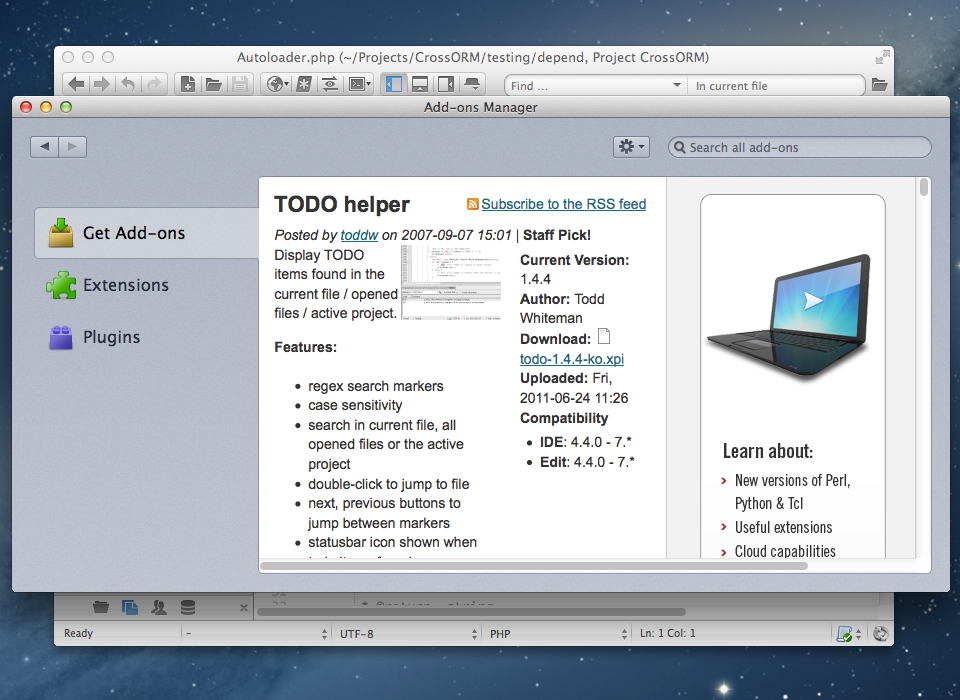 Autoloader.php (~/Projects/CrossORM/testing/depend, Project CrossORM)
Find ...
In current file
Add-ons Manager
Search all add-ons
Get Add-ons
Extensions
Plugins
TODO helper
Subscribe to the RSS feed
Posted by toddw on 2007-09-07 15:01 | Staff Pick!
Display TODO
items found in the
current file / opened
files / active project.
Features:
• regex search markers
• case sensitivity
• search in current file, all
opened files or the active
project
• double-click to jump to file
• next, previous buttons to
jump between markers
• statusbar icon shown when
Current Version:
1.4.4
Author: Todd
Whiteman
Download:
todo-1.4.4-ko.xpi
Uploaded: Fri,
2011-06-24 11:26
Compatibility
• IDE: 4.4.0 - 7.*
• Edit: 4.4.0 - 7.*
Learn about:
New versions of Perl,
Python & Tcl
Useful extensions
Cloud capabilities
Ready
-
UTF-8
PHP
Ln: 1 Col: 1